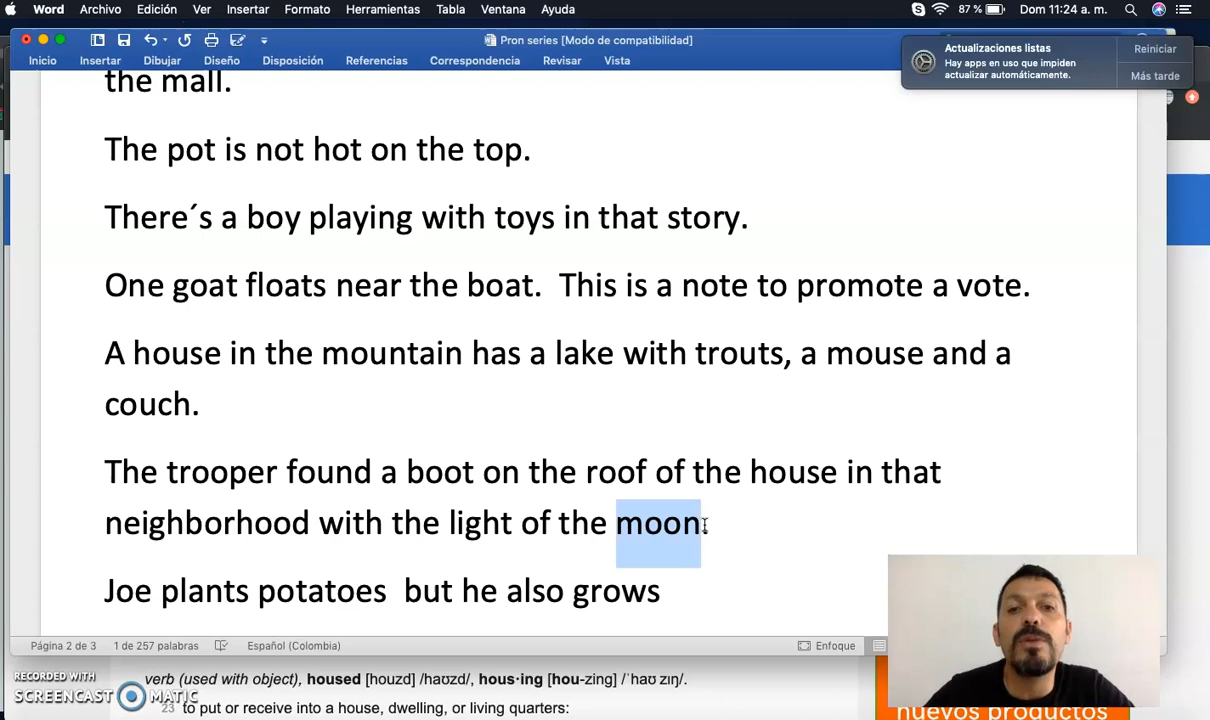 Word Archivo Edición Ver Insertar Formato Herramientas Tabla Ventana Ayuda 87 % Dom 11:24 a. m.
Pron series [Modo de compatibilidad]
Inicio Insertar Dibujar Diseño Disposición Referencias Correspondencia Revisar Vista
Actualizaciones listas
Hay apps en uso que impiden
actualizar automáticamente.
Reiniciar
Más tarde
the mall.
The pot is not hot on the top.
There´s a boy playing with toys in that story.
One goat floats near the boat. This is a note to promote a vote.
A house in the mountain has a lake with trouts, a mouse and a
couch.
The trooper found a boot on the roof of the house in that
neighborhood with the light of the moon.
Joe plants potatoes but he also grows
Página 2 de 3 1 de 257 palabras Español (Colombia) Enfoque
RECORDED WITH
SCREENCAST MATIC
verb (used with object), housed [houzd] /haʊzd/, hous·ing [hou-zing] /ˈhaʊ zɪŋ/.
23 to put or receive into a house, dwelling, or living quarters:
nuevos productos